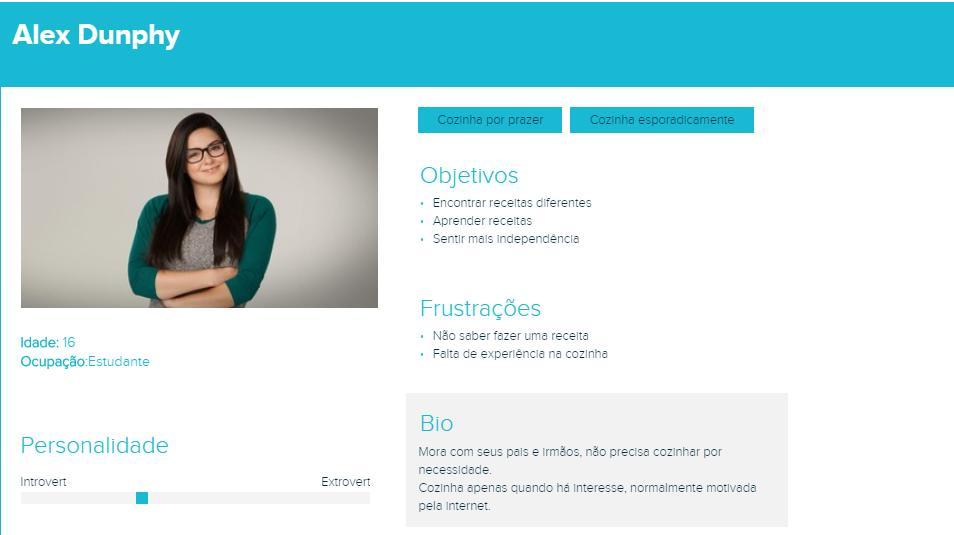 Alex Dunphy
Cozinha por prazer
Cozinha esporadicamente
Objetivos
Encontrar receitas diferentes
Aprender receitas
Sentir mais independência
Frustrações
Não saber fazer uma receita
Falta de experiência na cozinha
Idade: 16
Ocupação:Estudante
Personalidade
Introvert
Extrovert
Bio
Mora com seus pais e irmãos, não precisa cozinhar por
necessidade.
Cozinha apenas quando há interesse, normalmente motivada
pela internet.